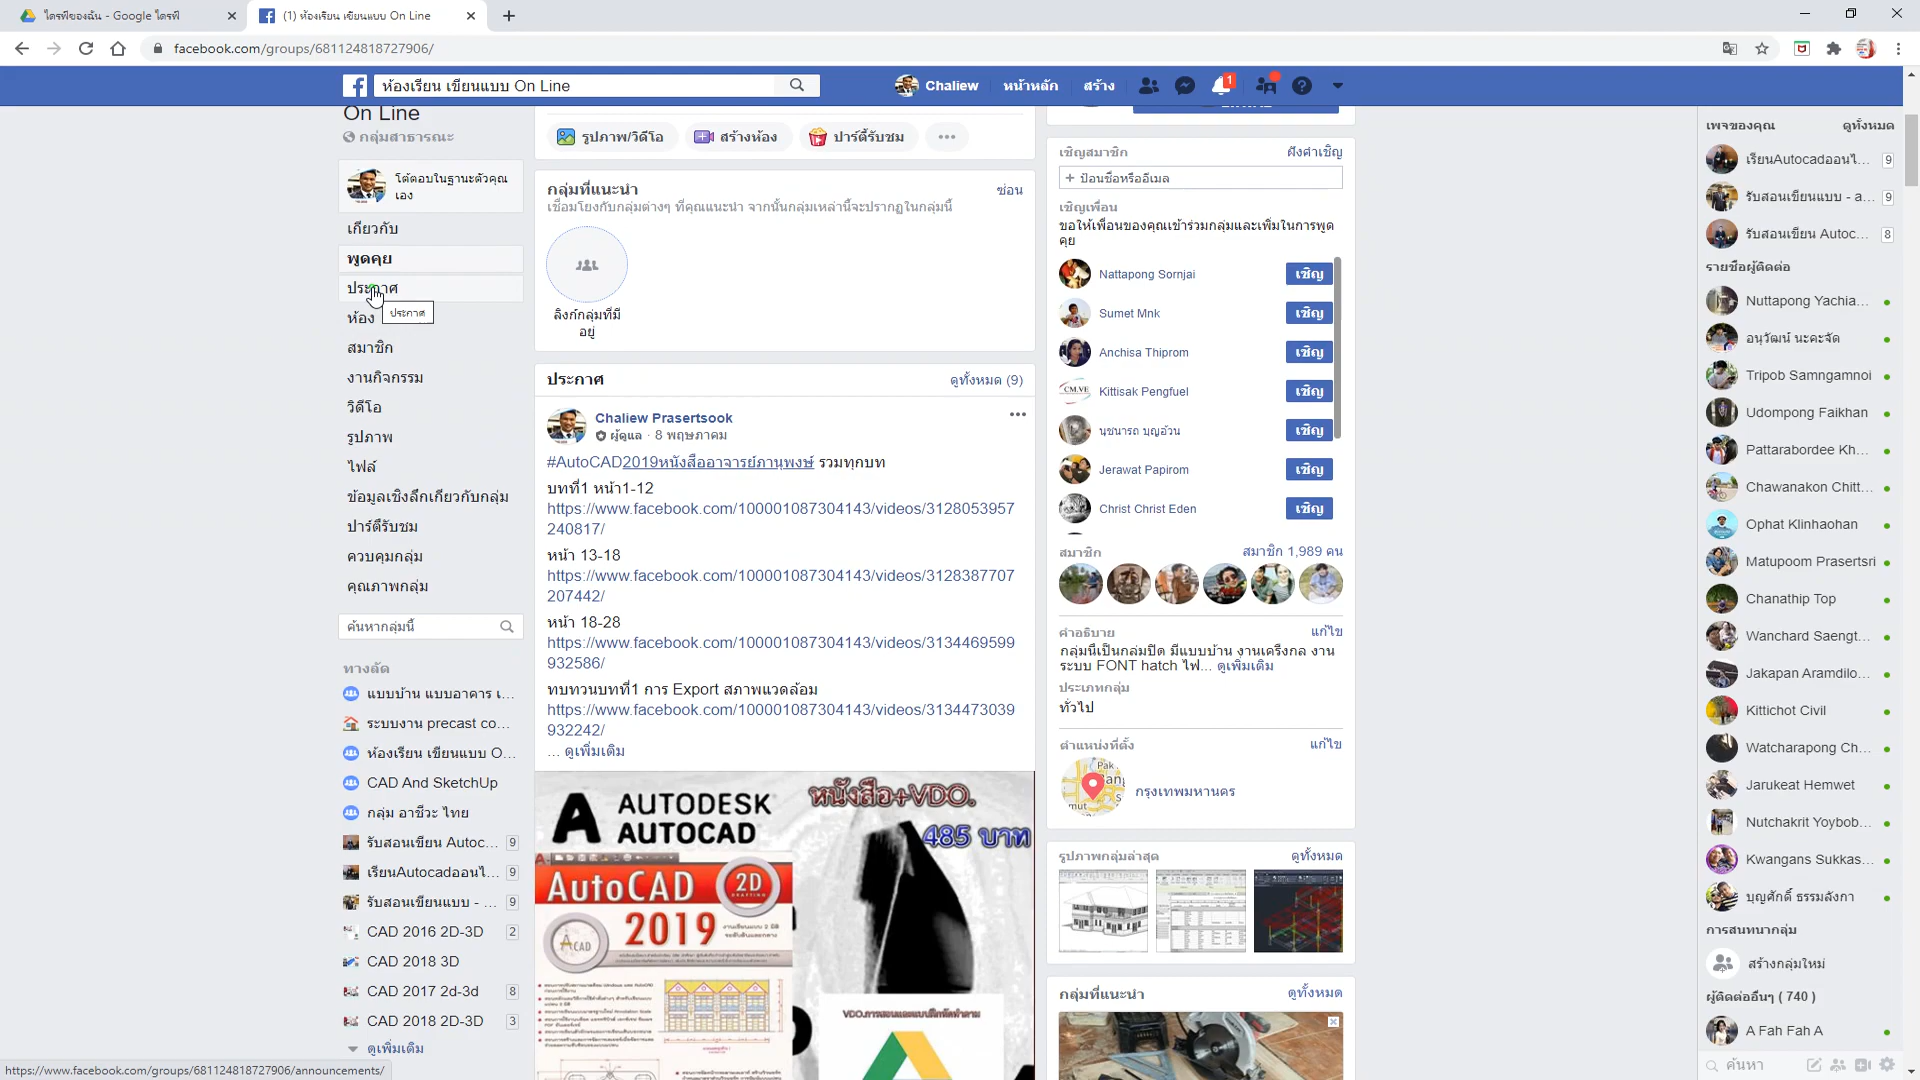 ไดรฟ์ของฉัน - Google ไดรฟ์
(1) ห้องเรียน เขียนแบบ On Line
facebook.com/groups/681124818727906/
ห้องเรียน เขียนแบบ On Line
Chaliew
หน้าหลัก
สร้าง
1
On Line
กลุ่มสาธารณะ
โต้ตอบในฐานะตัวคุณ
เอง
เกี่ยวกับ
พูดคุย
ประกาศ
ห้อง
ประกาศ
สมาชิก
งานกิจกรรม
วิดีโอ
รูปภาพ
ไฟล์
ข้อมูลเชิงลึกเกี่ยวกับกลุ่ม
ปาร์ตี้รับชม
ควบคุมกลุ่ม
คุณภาพกลุ่ม
ค้นหากลุ่มนี้
ทางลัด
แบบบ้าน แบบอาคาร เ...
ระบบงาน precast co...
ห้องเรียน เขียนแบบ O...
CAD And SketchUp
กลุ่ม อาชีวะ ไทย
รับสอนเขียน Autoc... 9
เรียนAutocadออนไ... 9
รับสอนเขียนแบบ - ... 9
CAD 2016 2D-3D 2
CAD 2018 3D
CAD 2017 2d-3d 8
CAD 2018 2D-3D 3
ดูเพิ่มเติม
https://www.facebook.com/groups/681124818727906/announcements/
รูปภาพ/วิดีโอ
สร้างห้อง
ปาร์ตี้รับชม
กลุ่มที่แนะนำ
ซ่อน
เชื่อมโยงกับกลุ่มต่างๆ ที่คุณแนะนำ จากนั้นกลุ่มเหล่านี้จะปรากฏในกลุ่มนี้
ลิงก์กลุ่มที่มี
อยู่
ประกาศ
ดูทั้งหมด (9)
Chaliew Prasertsook
ผู้ดูแล · 8 พฤษภาคม
#AutoCAD2019หนังสืออาจารย์ภานุพงษ์ รวมทุกบท
บทที่1 หน้า1-12
https://www.facebook.com/100001087304143/videos/3128053957
240817/
หน้า 13-18
https://www.facebook.com/100001087304143/videos/3128387707
207442/
หน้า 18-28
https://www.facebook.com/100001087304143/videos/3134469599
932586/
ทบทวนบทที่1 การ Export สภาพแวดล้อม
https://www.facebook.com/100001087304143/videos/3134473039
932242/
... ดูเพิ่มเติม
AUTODESK
AUTOCAD
หนังสือ+VDO.
485 บาท
AutoCAD
2D
2019
VDO.การสอนและแบบฝึกหัดทำตาม
เชิญสมาชิก
ฝังคำเชิญ
+ ป้อนชื่อหรืออีเมล
เชิญเพื่อน
ขอให้เพื่อนของคุณเข้าร่วมกลุ่มและเพิ่มในการพูด
คุย
Nattapong Sornjai เชิญ
Sumet Mnk เชิญ
Anchisa Thiprom เชิญ
CM.VE
Kittisak Pengfuel เชิญ
นุชนารถ บุญอ้วน เชิญ
Jerawat Papirom เชิญ
Christ Christ Eden เชิญ
สมาชิก
สมาชิก 1,989 คน
คำอธิบาย
แก้ไข
กลุ่มนี้เป็นกลุ่มปิด มีแบบบ้าน งานเครื่องกล งาน
ระบบ FONT hatch ไฟ... ดูเพิ่มเติม
ประเภทกลุ่ม
ทั่วไป
ตำแหน่งที่ตั้ง
แก้ไข
กรุงเทพมหานคร
รูปภาพกลุ่มล่าสุด
ดูทั้งหมด
กลุ่มที่แนะนำ
ดูทั้งหมด
เพจของคุณ
ดูทั้งหมด
เรียนAutocadออนไ... 9
รับสอนเขียนแบบ - a... 9
รับสอนเขียน Autoc... 8
รายชื่อผู้ติดต่อ
Nuttapong Yachia...
อนุวัฒน์ นะคะจัด
Tripob Samngamnoi
Udompong Faikhan
Pattarabordee Kh...
Chawanakon Chitt...
Ophat Klinhaohan
Matupoom Prasertsri
Chanathip Top
Wanchard Saengt...
Jakapan Aramdilo...
Kittichot Civil
Watcharapong Ch...
Jarukeat Hemwet
Nutchakrit Yoybob...
Kwangans Sukkas...
บุญศักดิ์ ธรรมลังกา
การสนทนากลุ่ม
สร้างกลุ่มใหม่
ผู้ติดต่ออื่นๆ ( 740 )
A Fah Fah A
ค้นหา